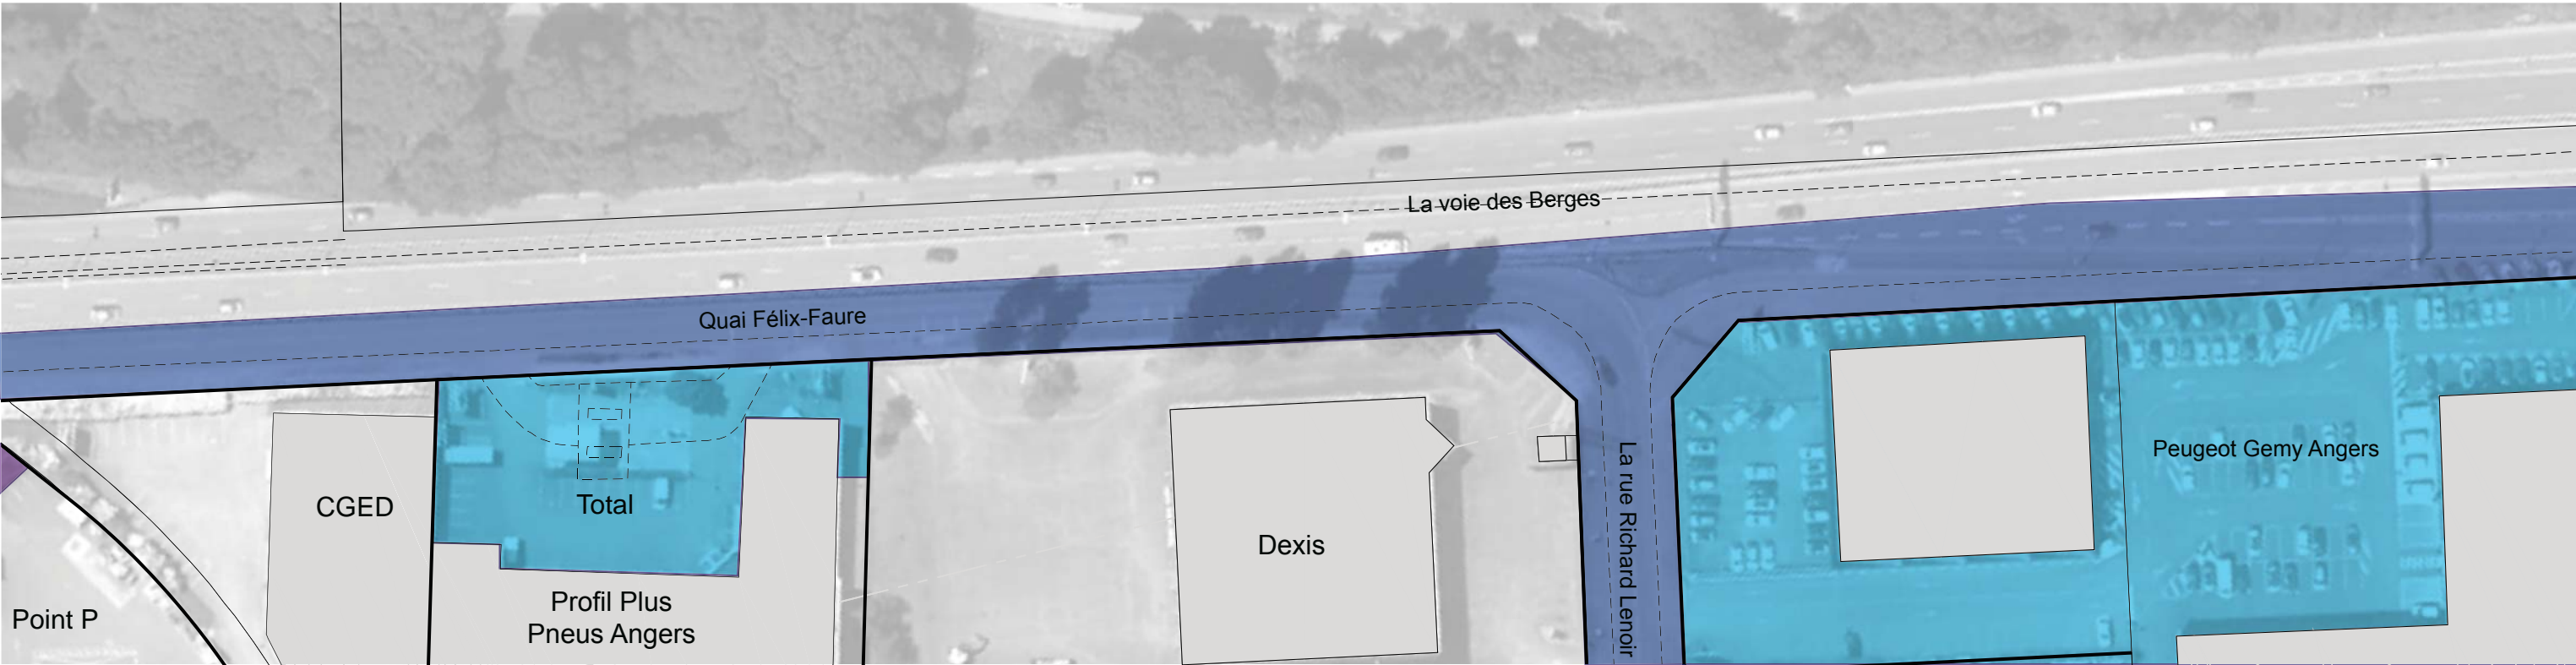 La voie des Berges
Quai Félix-Faure
Peugeot Gemy Angers
CGED
Total
La rue Richard Lenoir
Dexis
Profil Plus
Pneus Angers
Point P